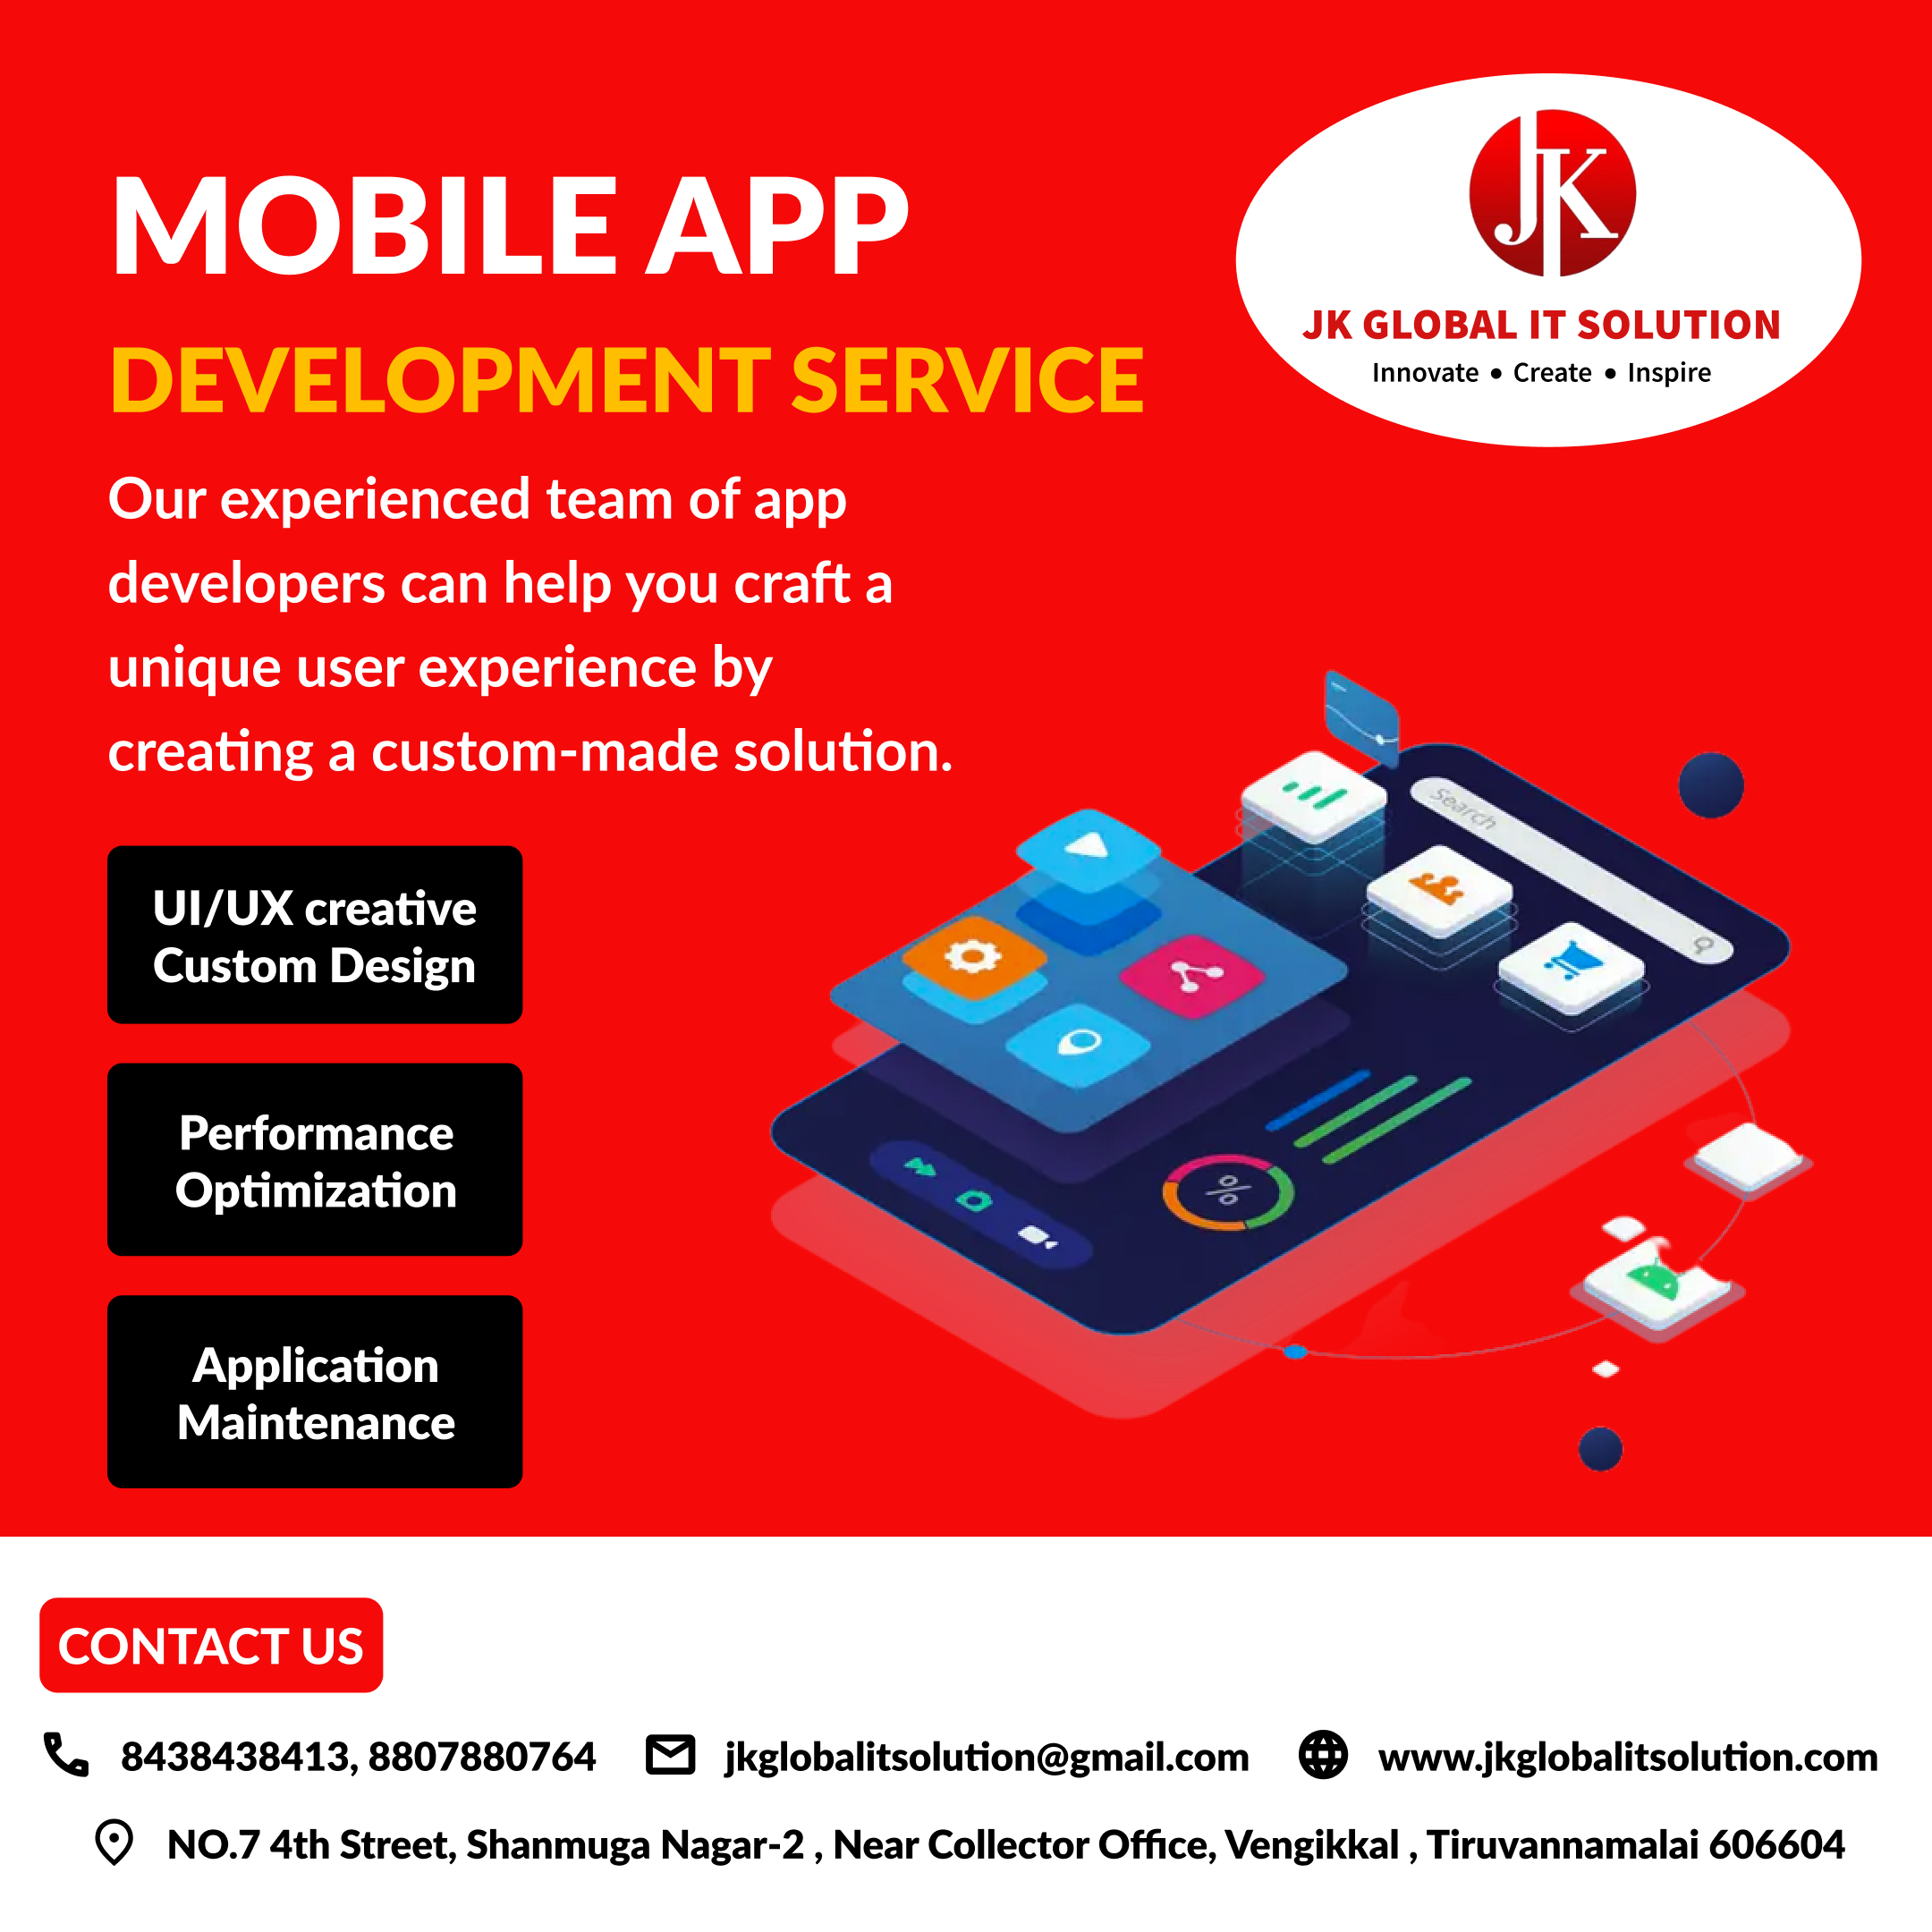 MOBILE APP
DEVELOPMENT SERVICE
Our experienced team of app
developers can help you craft a
unique user experience by
creating a custom-made solution.
JK
JK GLOBAL IT SOLUTION
Innovate • Create • Inspire
Search
%
UI/UX creative
Custom Design
Performance
Optimization
Application
Maintenance
CONTACT US
8438438413, 8807880764
jkglobalitsolution@gmail.com
www.jkglobalitsolution.com
NO.7 4th Street, Shanmuga Nagar-2 , Near Collector Office, Vengikkal , Tiruvannamalai 606604